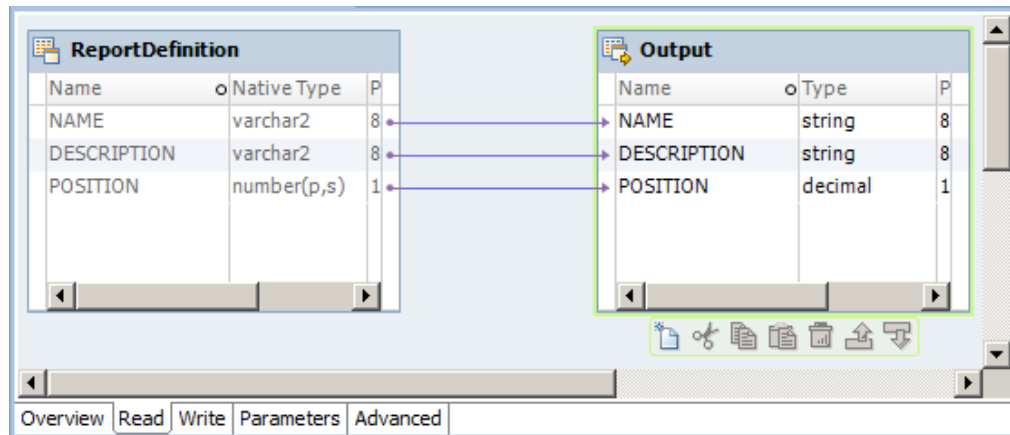 ReportDefinition
Name Native Type P
NAME varchar2 8
DESCRIPTION varchar2 8
POSITION number(p,s) 1
Output
Name Type P
NAME string 8
DESCRIPTION string 8
POSITION decimal 1
Overview Read Write Parameters Advanced